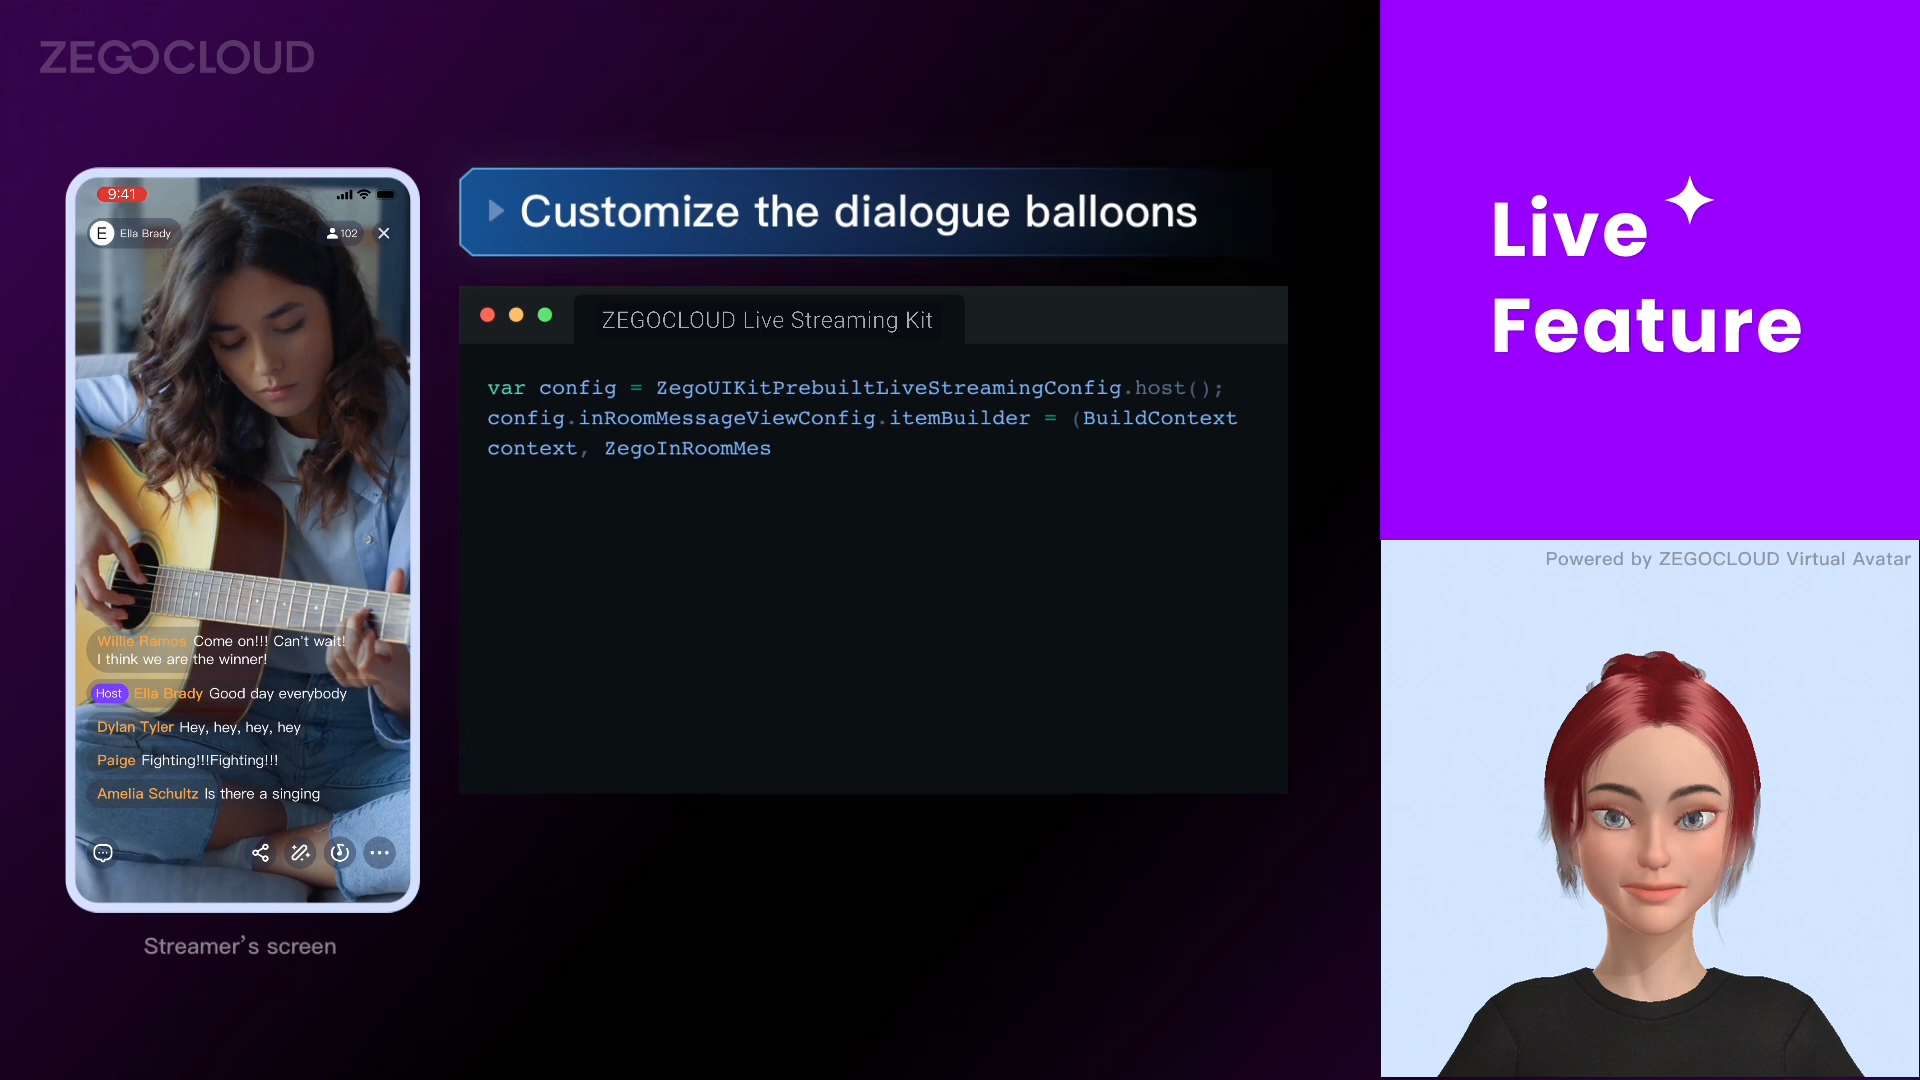 ZEGOCLOUD
9:41
E Ella Brady
102
Willie Ramos Come on!!! Can't wait!
I think we are the winner!
Host Ella Brady Good day everybody
Dylan Tyler Hey, hey, hey, hey
Paige Fighting!!!Fighting!!!
Amelia Schultz Is there a singing
Streamer's screen
Customize the dialogue balloons
ZEGOCLOUD Live Streaming Kit
var config = ZegoUIKitPrebuiltLiveStreamingConfig.host();
config.inRoomMessageViewConfig.itemBuilder = (BuildContext
context, ZegoInRoomMes
Live
Feature
Powered by ZEGOCLOUD Virtual Avatar